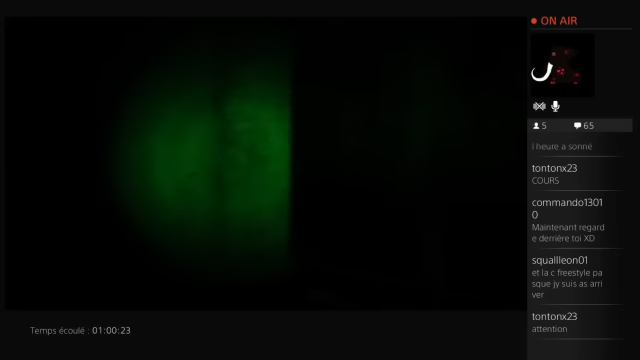 ON AIR
5 65
l heure a sonné
tontonx23
COURS
commando1301
0
Maintenant regard
e derrière toi XD
squallleon01
et la c freestyle pa
sque jy suis as arri
ver
tontonx23
attention
Temps écoulé : 01:00:23